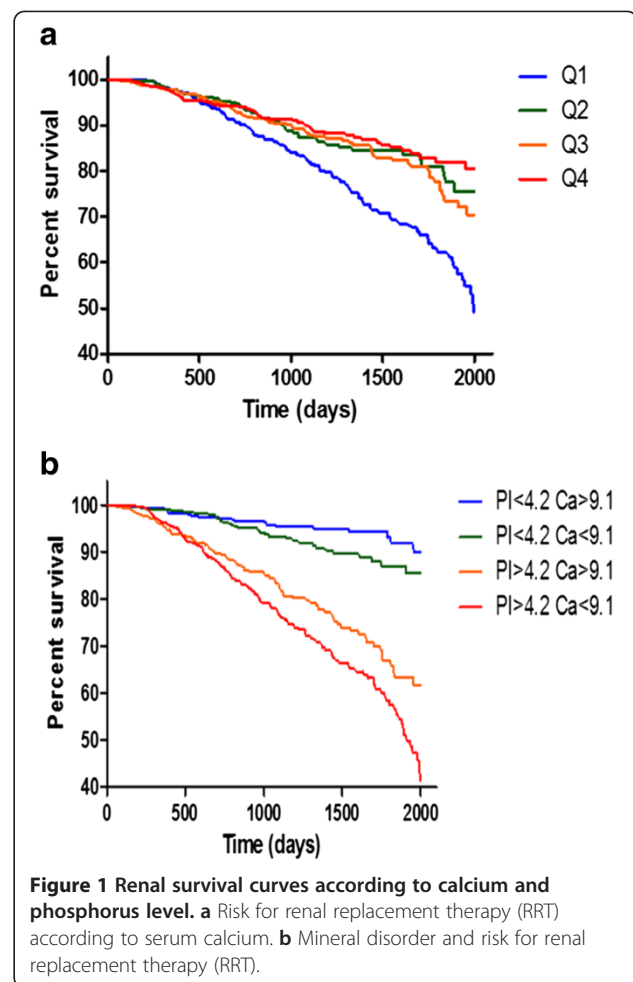 a
100
90
80
70
60
50
40
Percent survival
0 500 1000 1500 2000
Time (days)
Q1
Q2
Q3
Q4
b
100
90
80
70
60
50
40
Percent survival
0 500 1000 1500 2000
Time (days)
PI<4.2 Ca>9.1
PI<4.2 Ca<9.1
PI>4.2 Ca>9.1
PI>4.2 Ca<9.1
Figure 1 Renal survival curves according to calcium and
phosphorus level. a Risk for renal replacement therapy (RRT)
according to serum calcium. b Mineral disorder and risk for renal
replacement therapy (RRT).